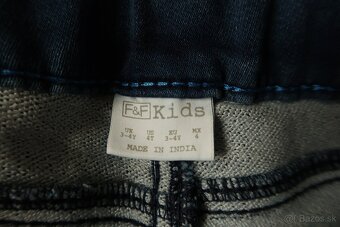 F&F Kids
UK US EU MX
3-4Y 4T 3-4Y 4
MADE IN INDIA
Bazos.sk